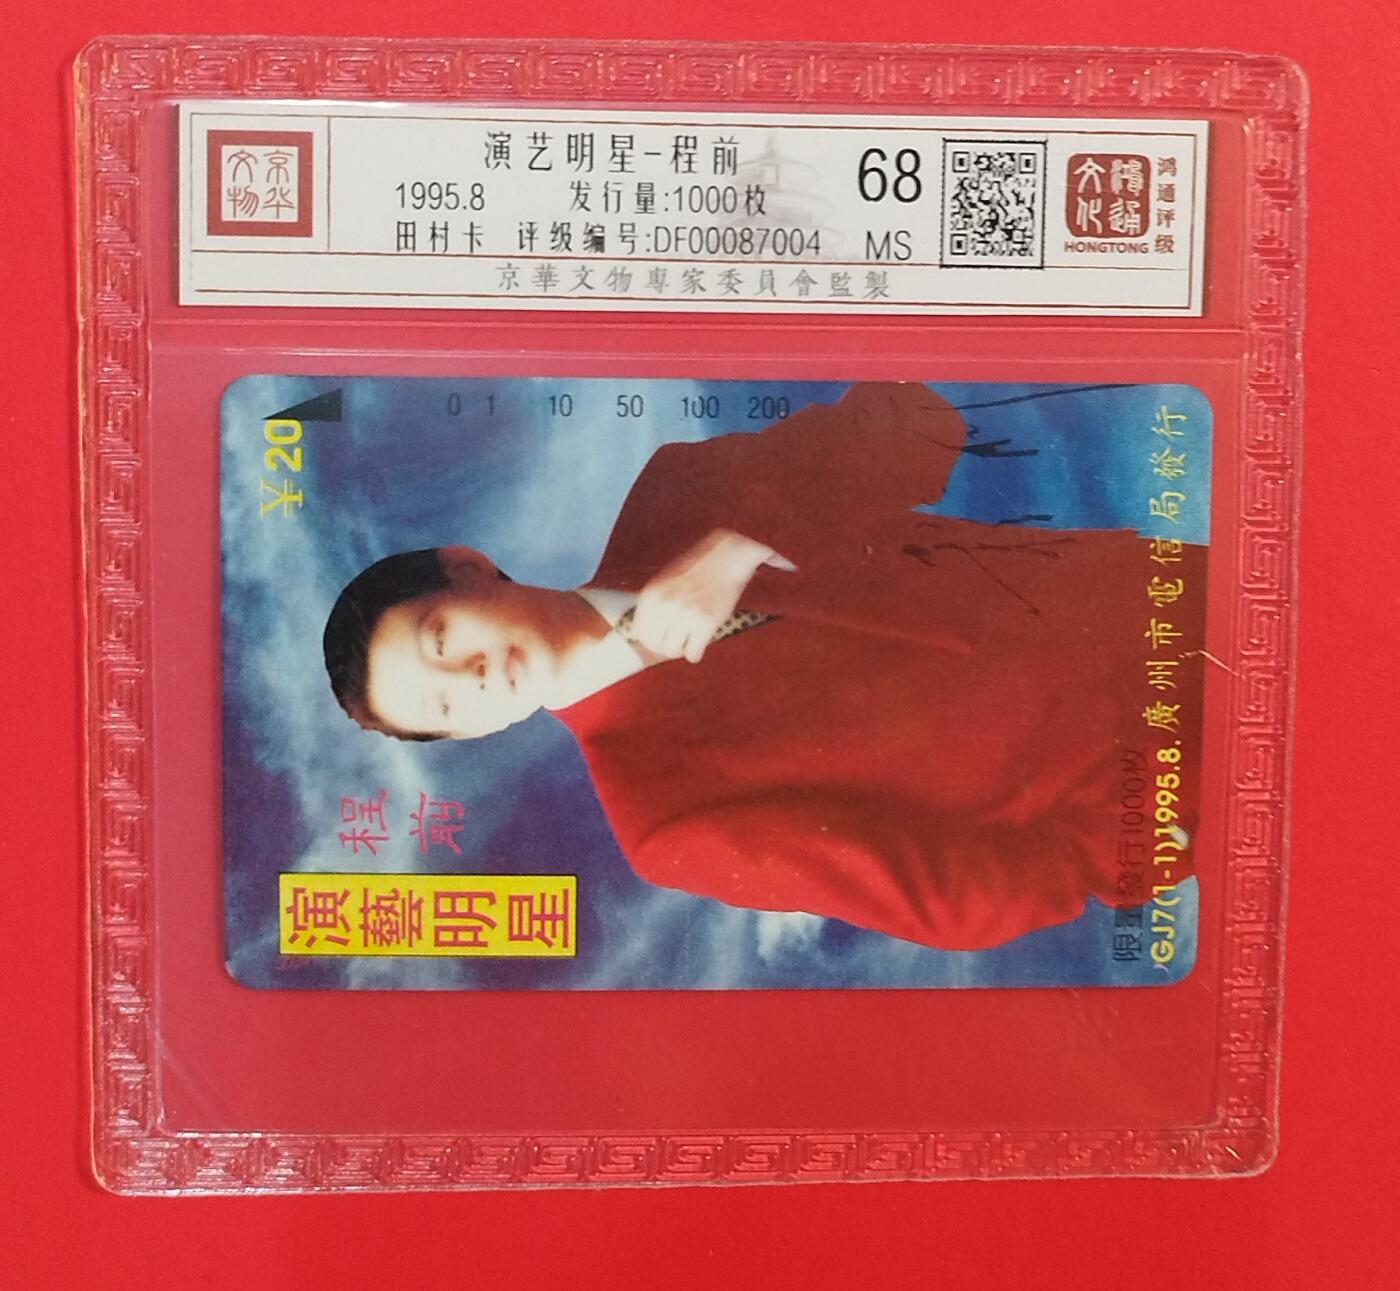 京华
文物
演艺明星-程前
1995.8 发行量:1000枚
田村卡 评级编号:DF00087004
68
MS
鸿通
文化
HONGTONG
鸿通评级
京華文物專家委員會監製
0 1 10 50 100 200
¥20
程前
演藝明星
限量發行1000枚
GJ7(1-1)1995.8.廣州市電信局發行